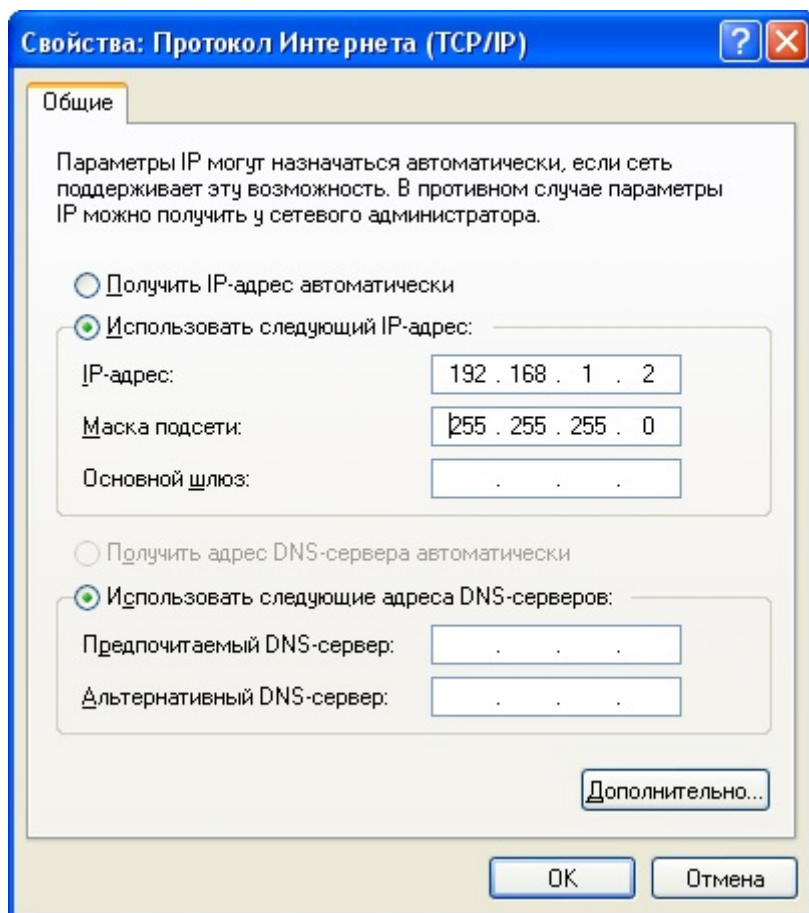 Свойства: Протокол Интернета (TCP/IP)
Общие
Параметры IP могут назначаться автоматически, если сеть
поддерживает эту возможность. В противном случае параметры
IP можно получить у сетевого администратора.
Получить IP-адрес автоматически
Использовать следующий IP-адрес:
IP-адрес: 192 . 168 . 1 . 2
Маска подсети: 255 . 255 . 255 . 0
Основной шлюз: . . .
Получить адрес DNS-сервера автоматически
Использовать следующие адреса DNS-серверов:
Предпочитаемый DNS-сервер: . . .
Альтернативный DNS-сервер: . . .
Дополнительно...
OK Отмена